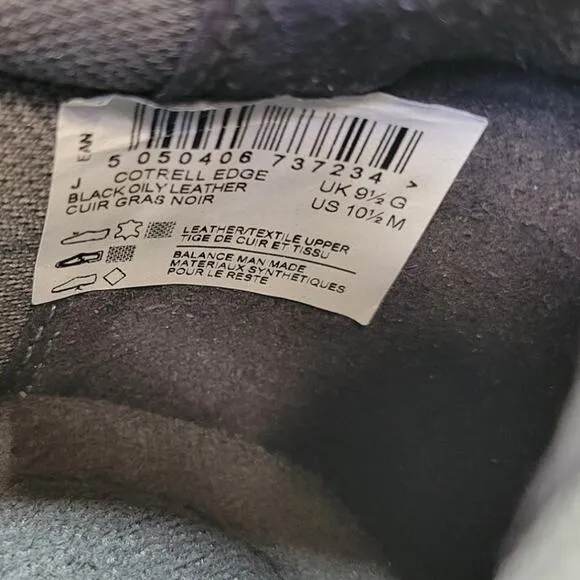 EAN
5 050406 737234 >
J COTRELL EDGE UK 9½ G
BLACK OILY LEATHER US 10½ M
CUIR GRAS NOIR
LEATHER/TEXTILE UPPER
TIGE DE CUIR ET TISSU
BALANCE MAN MADE
MATERIAUX SYNTHETIQUES
POUR LE RESTE